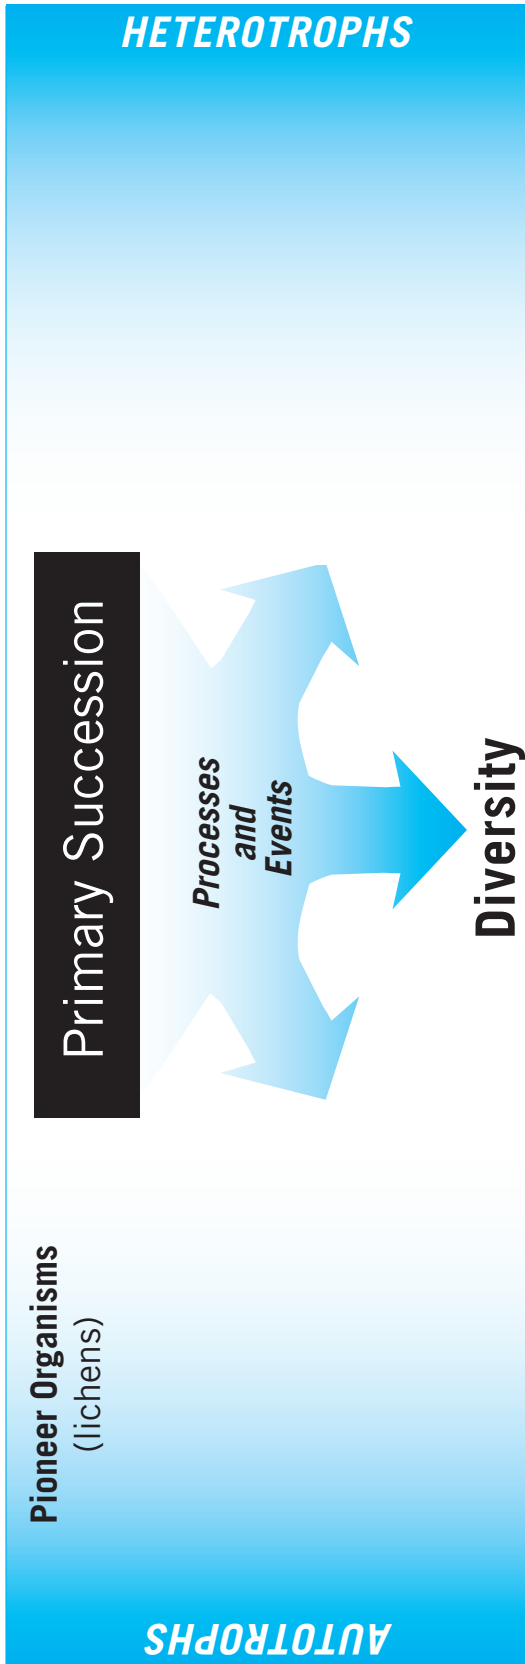 HETEROTROPHS
Primary Succession
Processes
and
Events
Diversity
Pioneer Organisms
(lichens)
AUTOTROPHS